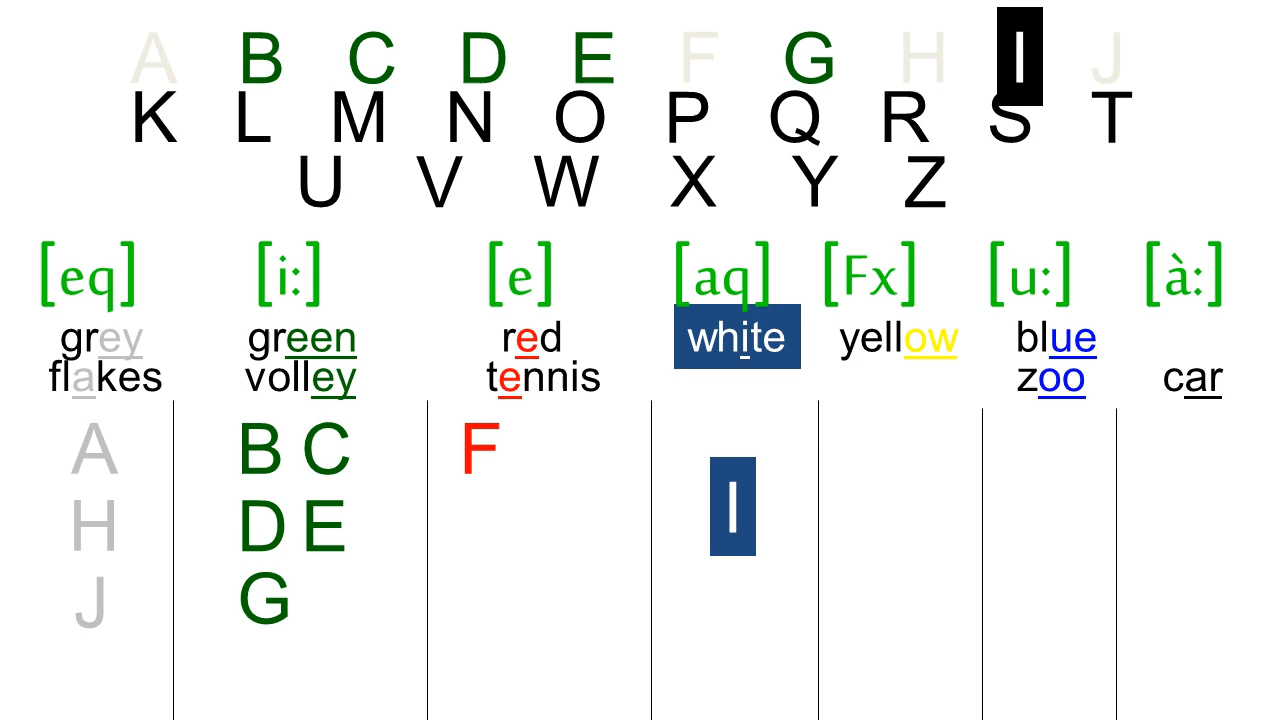 A B C D E F G H I J
K L M N O P Q R S T
U V W X Y Z
[eq] [i:] [e] [aq] [Fx] [u:] [à:]
grey green red white yellow blue
flakes volley tennis zoo car
A B C F I
H D E
J G